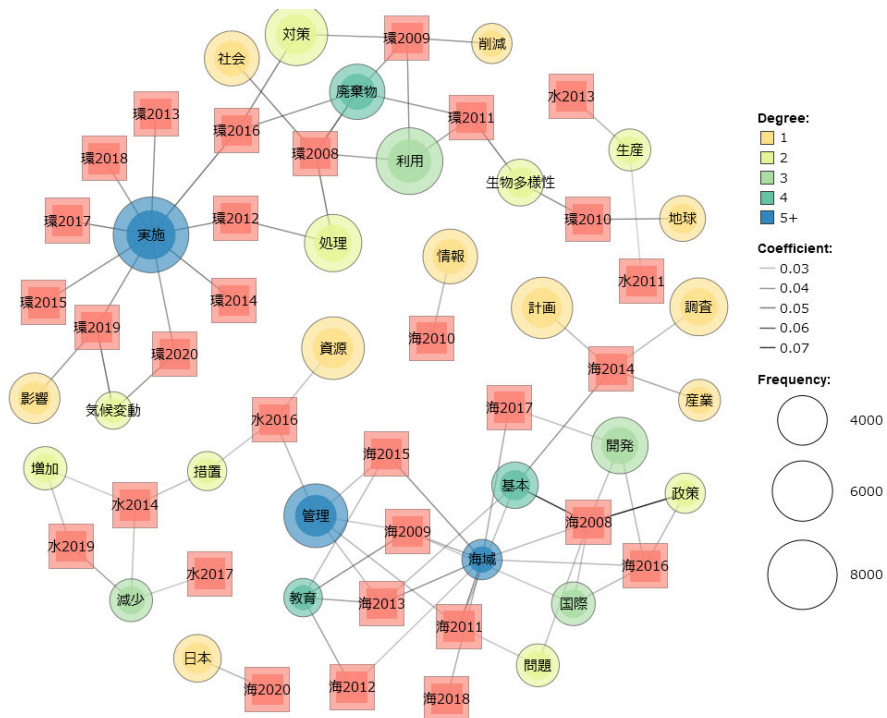 対策
環2009
削減
社会
廃棄物
水2013
環2013
環2016
環2011
生産
環2018
環2008
利用
生物多様性
環2017
実施
環2012
処理
環2010
地球
情報
水2011
環2015
環2014
計画
調査
環2019
海2010
環2020
資源
海2014
影響
気候変動
海2017
産業
水2016
開発
増加
措置
海2015
基本
政策
水2014
管理
海2009
海2008
水2019
海域
海2016
減少
水2017
教育
海2013
国際
海2011
日本
問題
海2020
海2012
海2018
Degree:
1
2
3
4
5+
Coefficient:
0.03
0.04
0.05
0.06
0.07
Frequency:
4000
6000
8000